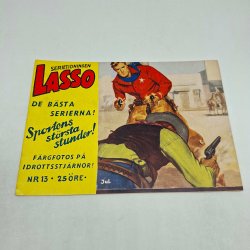 SERIETIDNINGEN
LASSO
DE BÄSTA
SERIERNA!
Sportens
största
stunder!
FÄRGFOTOS PÅ
IDROTTSSTJÄRNOR!
NR 13 · 25 ÖRE ·